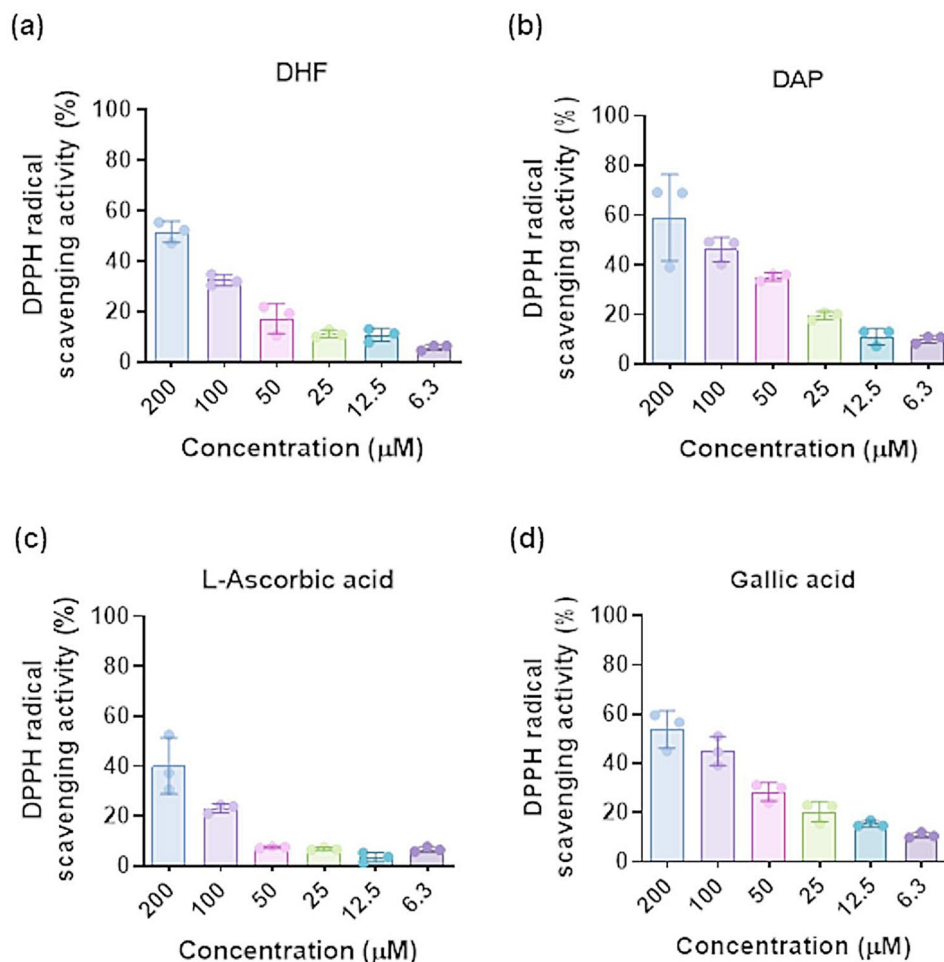 (a)
DHF
DPPH radical
scavenging activity (%)
100
80
60
40
20
0
200 100 50 25 12.5 6.3
Concentration (μM)
(b)
DAP
DPPH radical
scavenging activity (%)
100
80
60
40
20
0
200 100 50 25 12.5 6.3
Concentration (μM)
(c)
L-Ascorbic acid
DPPH radical
scavenging activity (%)
100
80
60
40
20
0
200 100 50 25 12.5 6.3
Concentration (μM)
(d)
Gallic acid
DPPH radical
scavenging activity (%)
100
80
60
40
20
0
200 100 50 25 12.5 6.3
Concentration (μM)